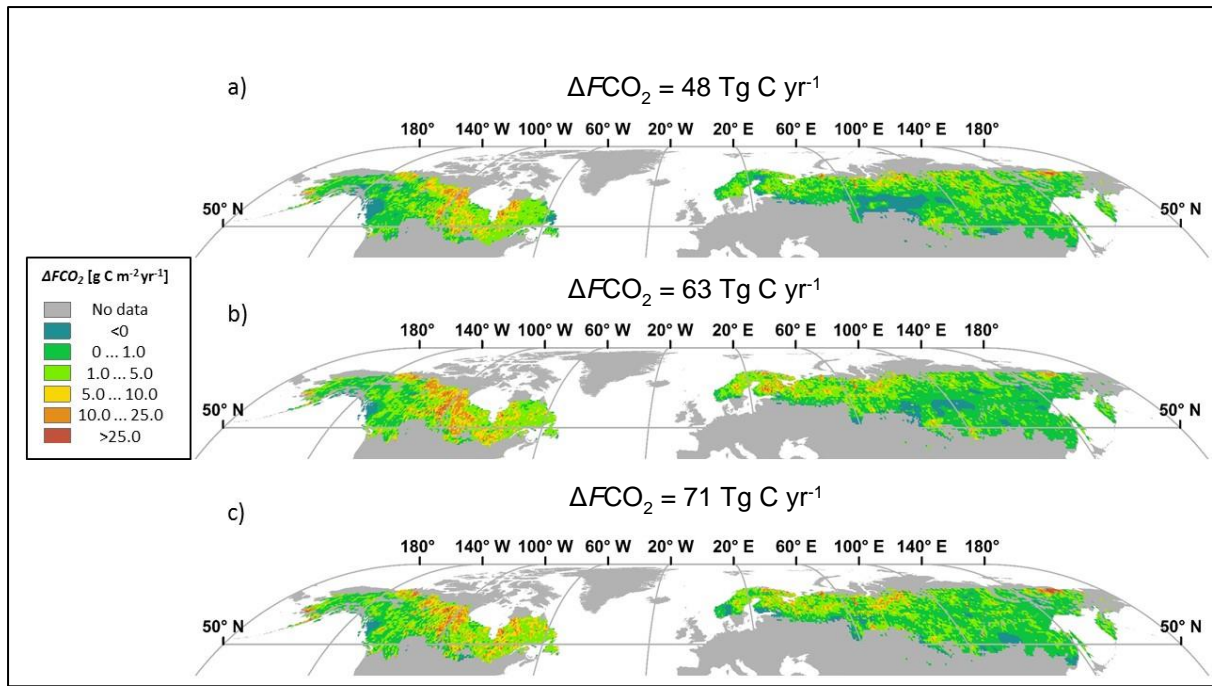 a)
ΔFCO₂ = 48 Tg C yr⁻¹
180° 140° W 100° W 60° W 20° W 20° E 60° E 100° E 140° E 180°
50° N 50° N
ΔFCO₂ [g C m⁻² yr⁻¹]
No data
<0
0 ... 1.0
1.0 ... 5.0
5.0 ... 10.0
10.0 ... 25.0
>25.0
b)
ΔFCO₂ = 63 Tg C yr⁻¹
180° 140° W 100° W 60° W 20° W 20° E 60° E 100° E 140° E 180°
50° N 50° N
c)
ΔFCO₂ = 71 Tg C yr⁻¹
180° 140° W 100° W 60° W 20° W 20° E 60° E 100° E 140° E 180°
50° N 50° N